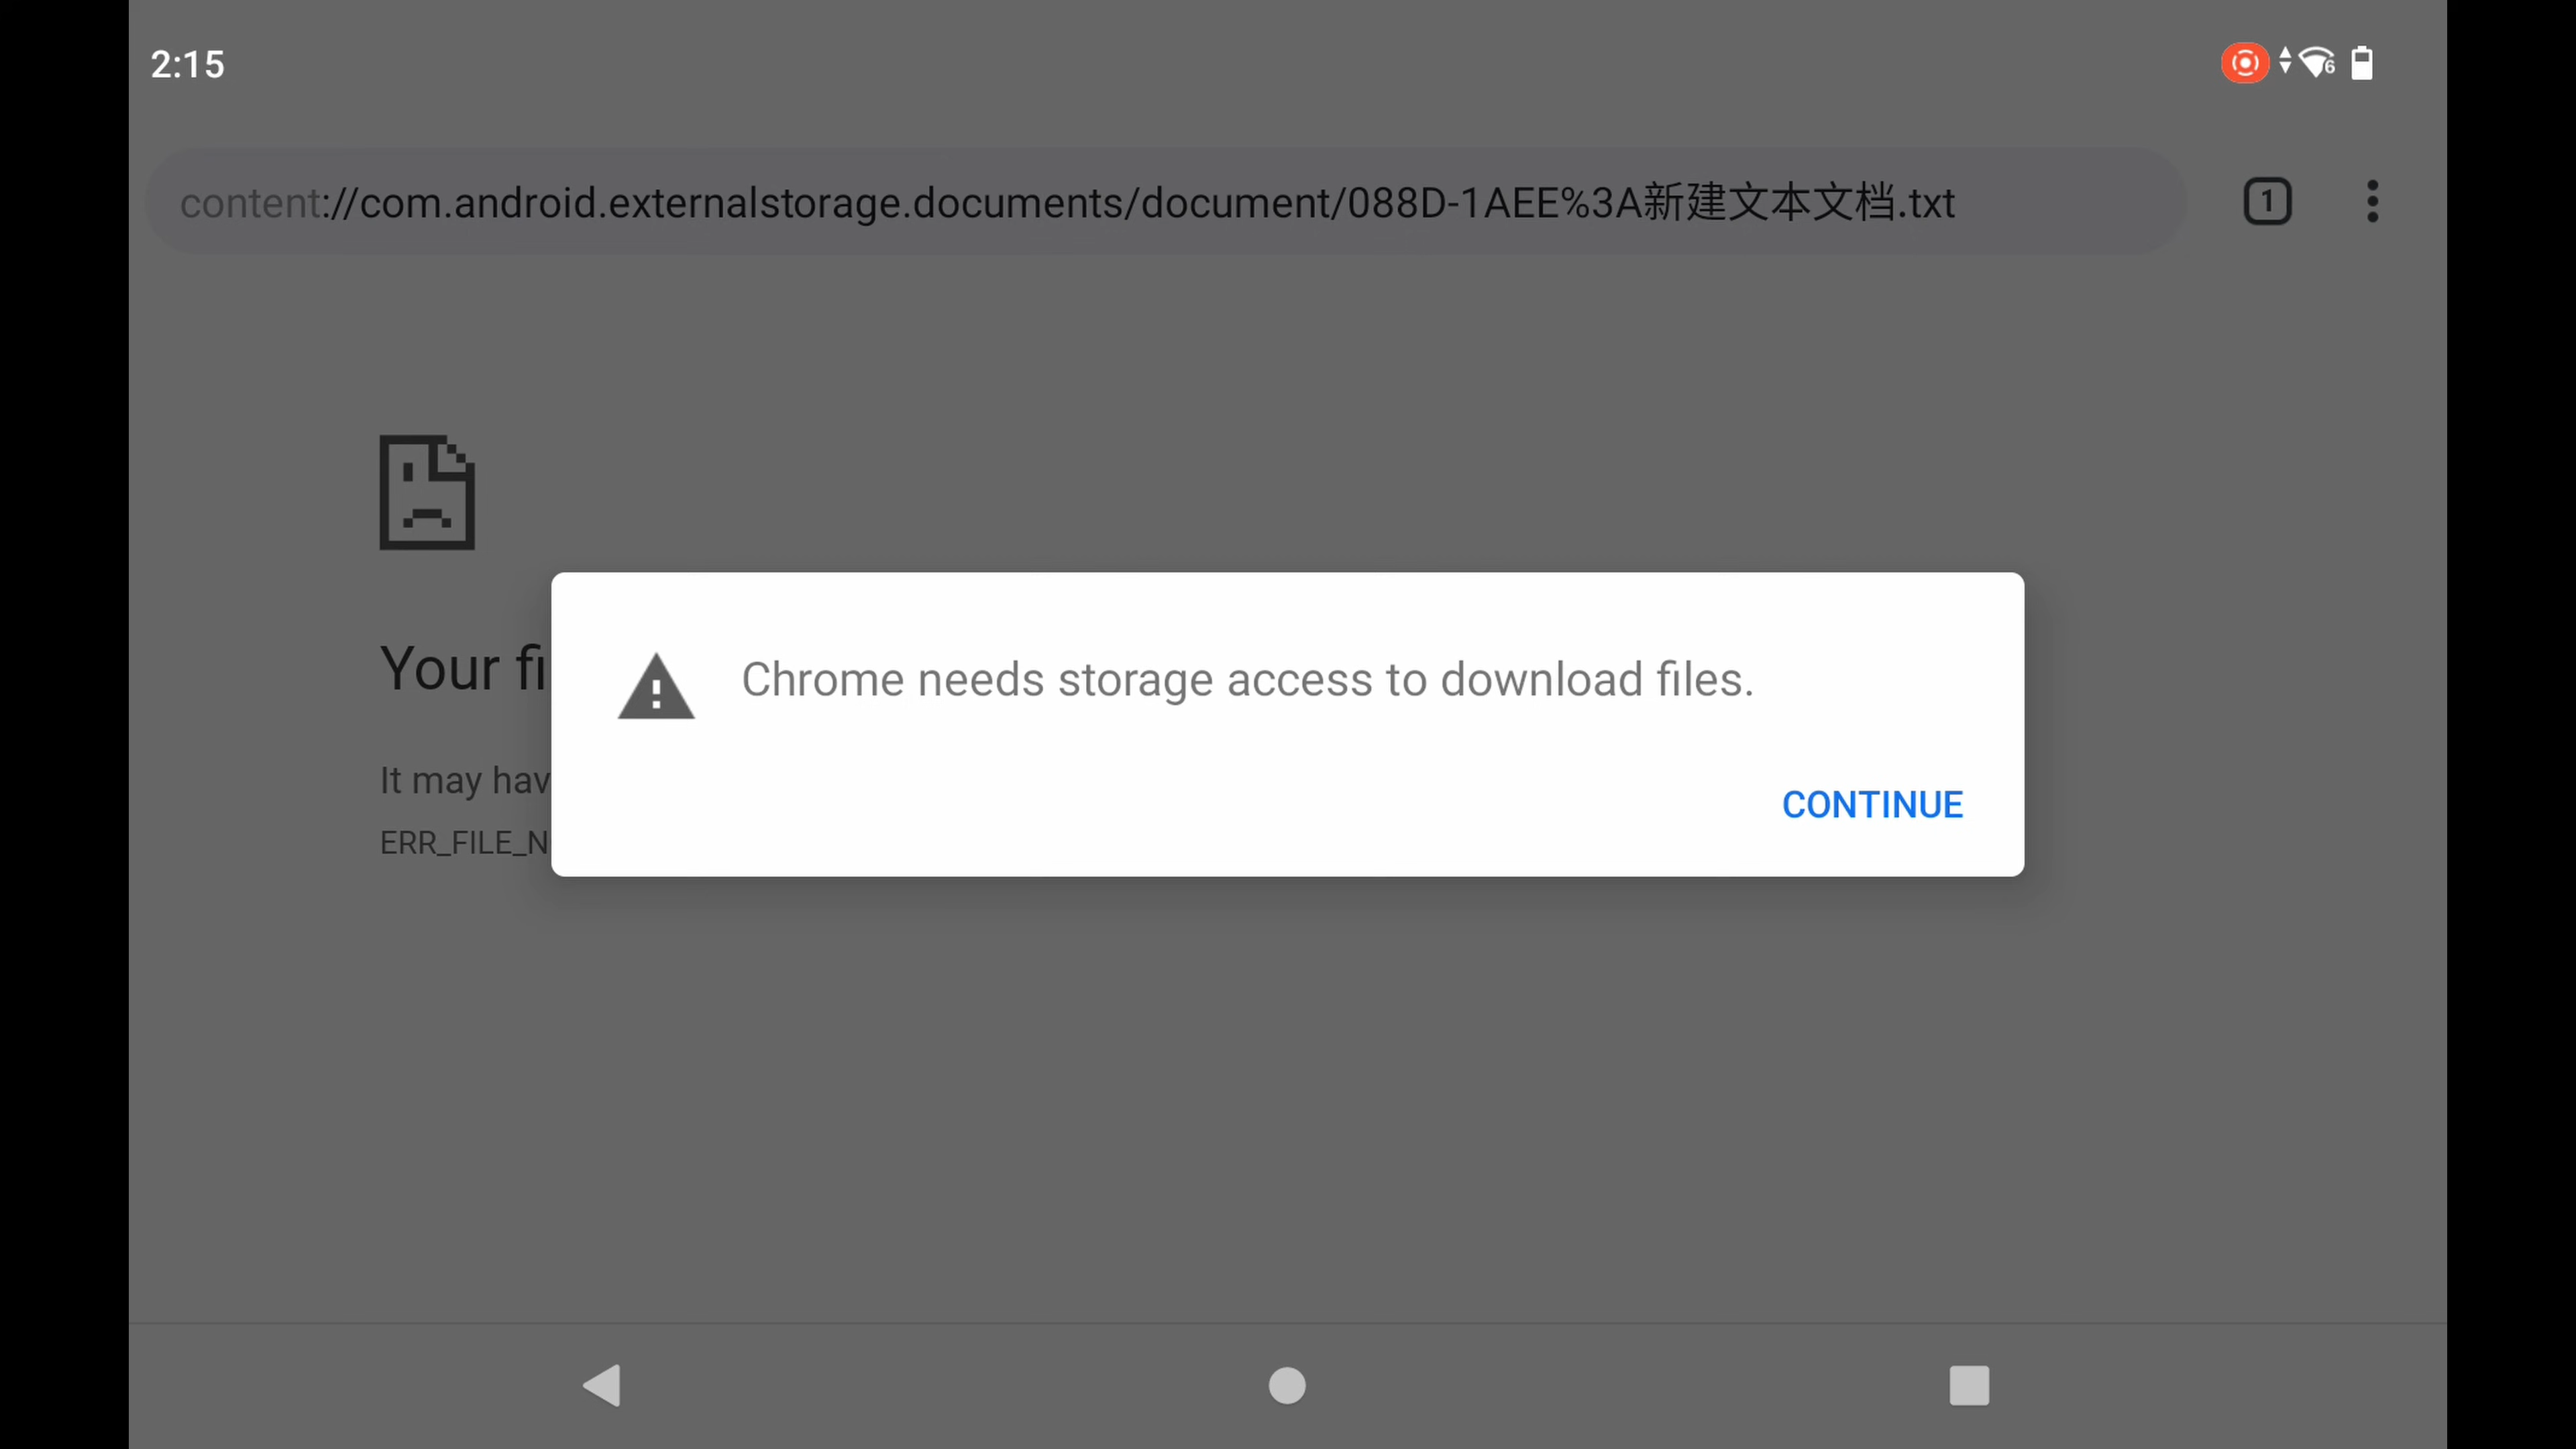 2:15
6
content://com.android.externalstorage.documents/document/088D-1AEE%3A新建文本文档.txt
1
Your fi
Chrome needs storage access to download files.
It may hav
CONTINUE
ERR_FILE_N